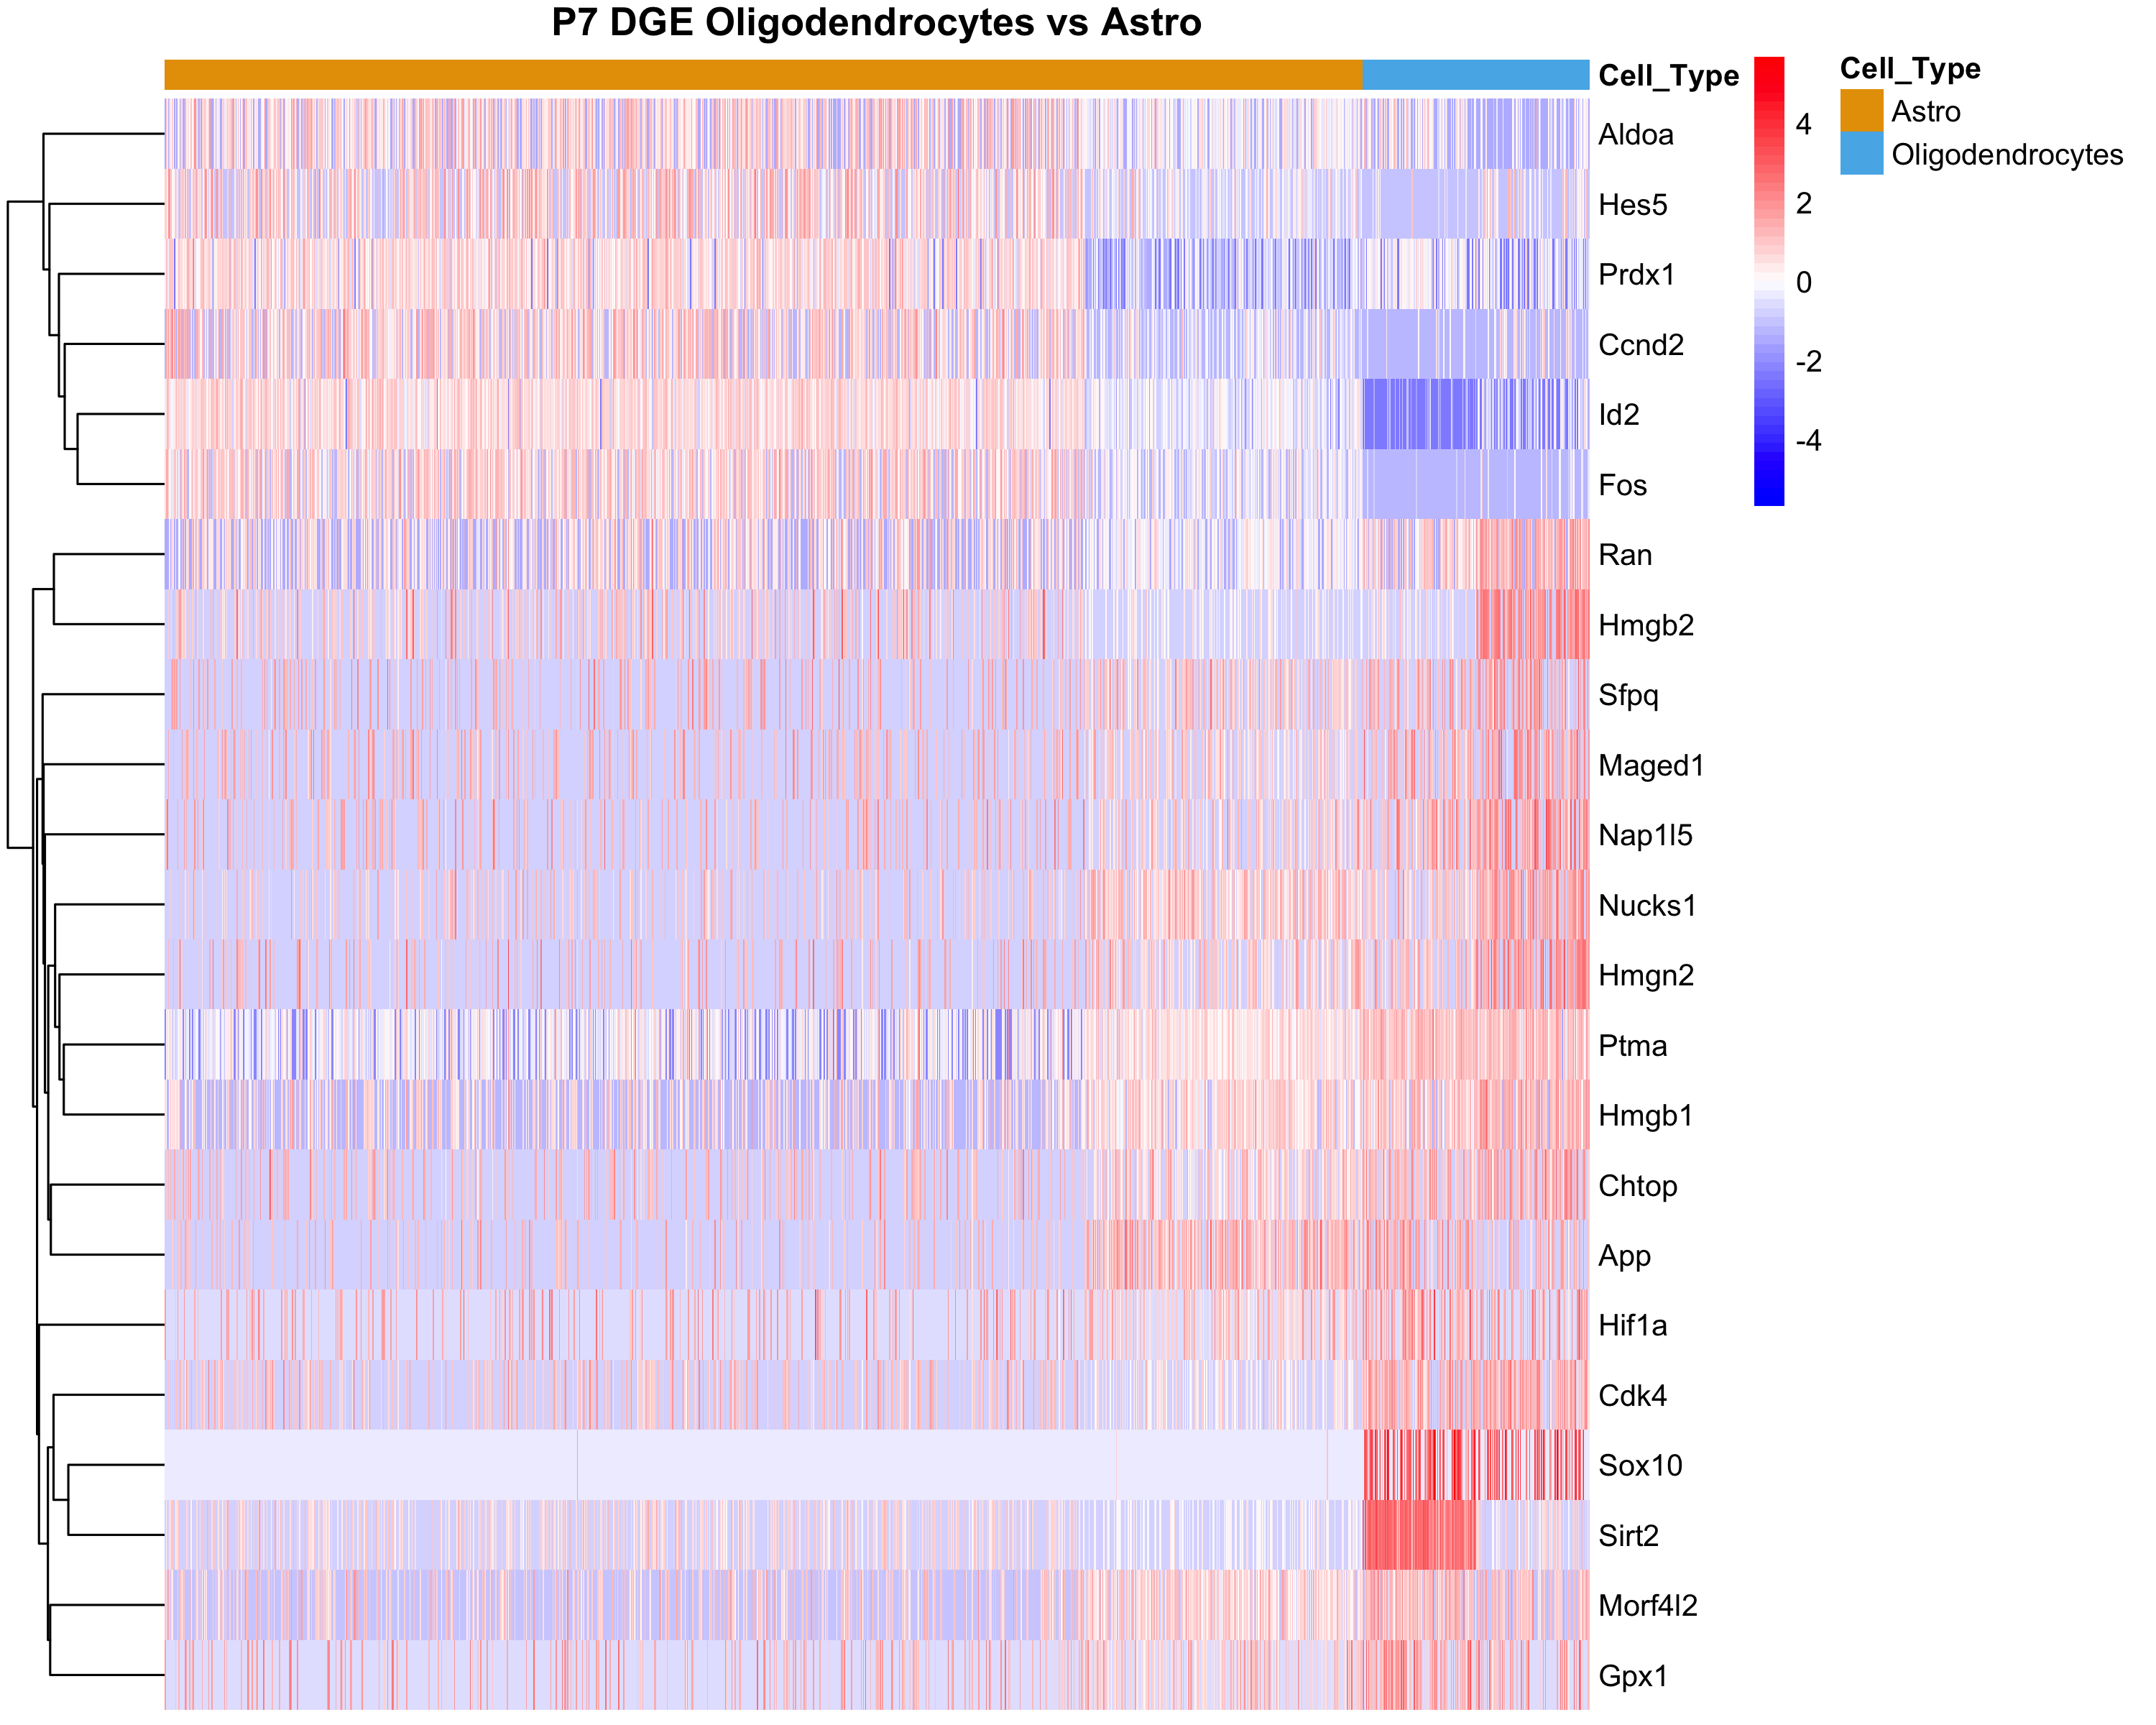 P7 DGE Oligodendrocytes vs Astro
Cell_Type
Aldoa
Hes5
Prdx1
Ccnd2
Id2
Fos
Ran
Hmgb2
Sfpq
Maged1
Nap1l5
Nucks1
Hmgn2
Ptma
Hmgb1
Chtop
App
Hif1a
Cdk4
Sox10
Sirt2
Morf4l2
Gpx1
4
2
0
-2
-4
Cell_Type
Astro
Oligodendrocytes